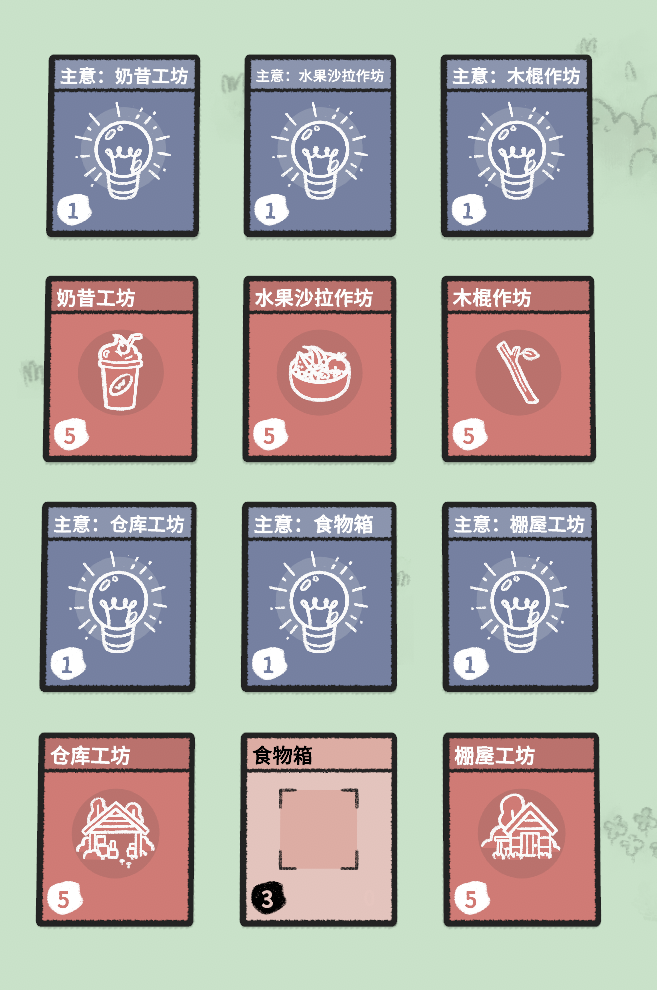 主意：奶昔工坊
主意：水果沙拉作坊
主意：木棍作坊
1
1
1
奶昔工坊
水果沙拉作坊
木棍作坊
5
5
5
主意：仓库工坊
主意：食物箱
主意：棚屋工坊
1
1
1
仓库工坊
食物箱
棚屋工坊
5
3
5